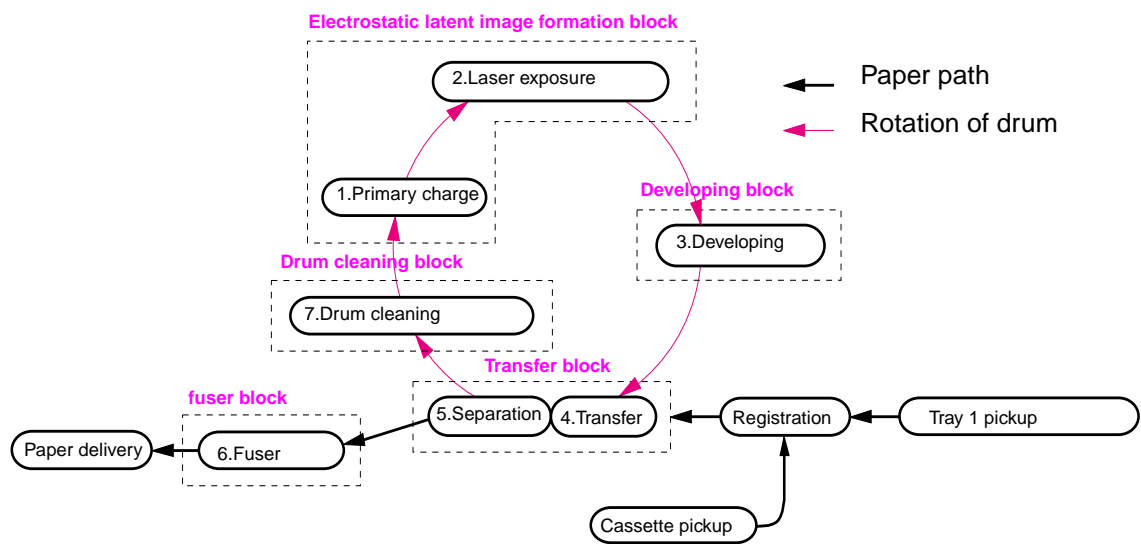 Electrostatic latent image formation block
2.Laser exposure
Paper path
Rotation of drum
1.Primary charge
Developing block
3.Developing
Drum cleaning block
7.Drum cleaning
Transfer block
fuser block
5.Separation
4.Transfer
Registration
Tray 1 pickup
Paper delivery
6.Fuser
Cassette pickup